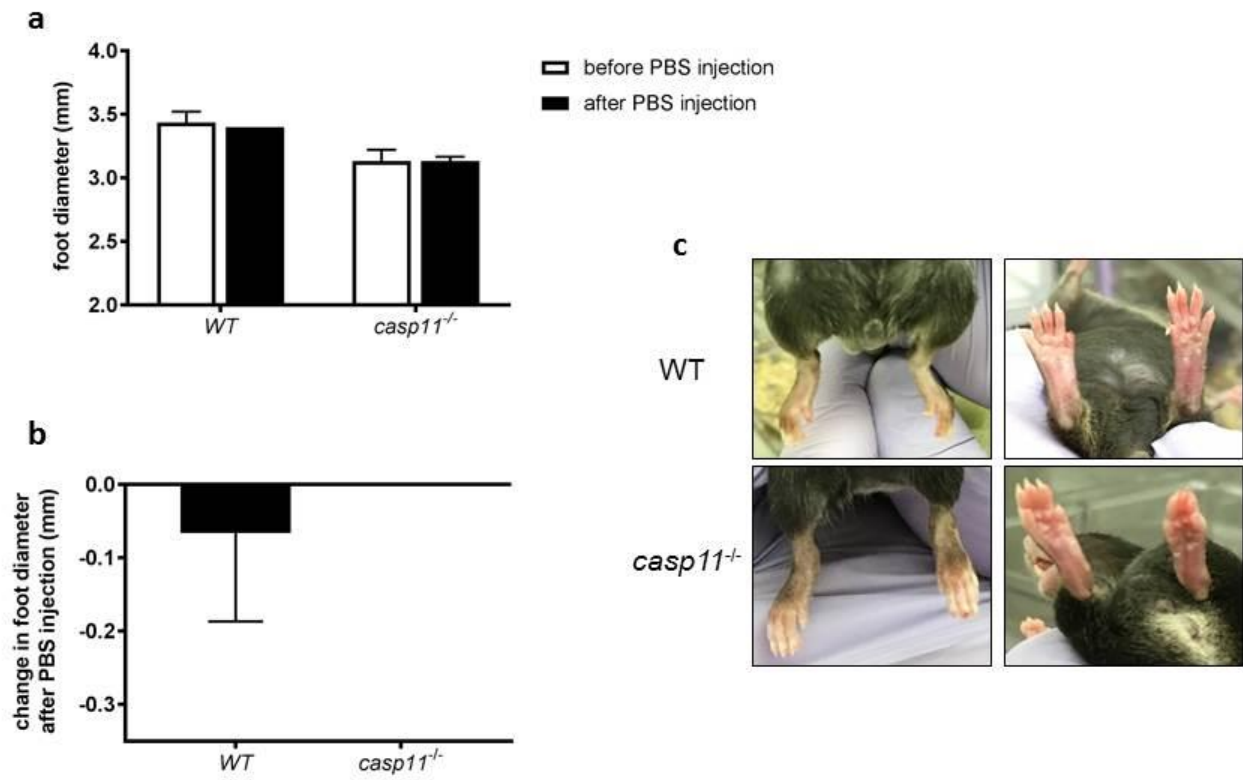 a
foot diameter (mm)
4.0
3.5
3.0
2.5
2.0
WT
casp11-/-
before PBS injection
after PBS injection
b
change in foot diameter
after PBS injection (mm)
0.0
-0.1
-0.2
-0.3
WT
casp11-/-
c
WT
casp11-/-